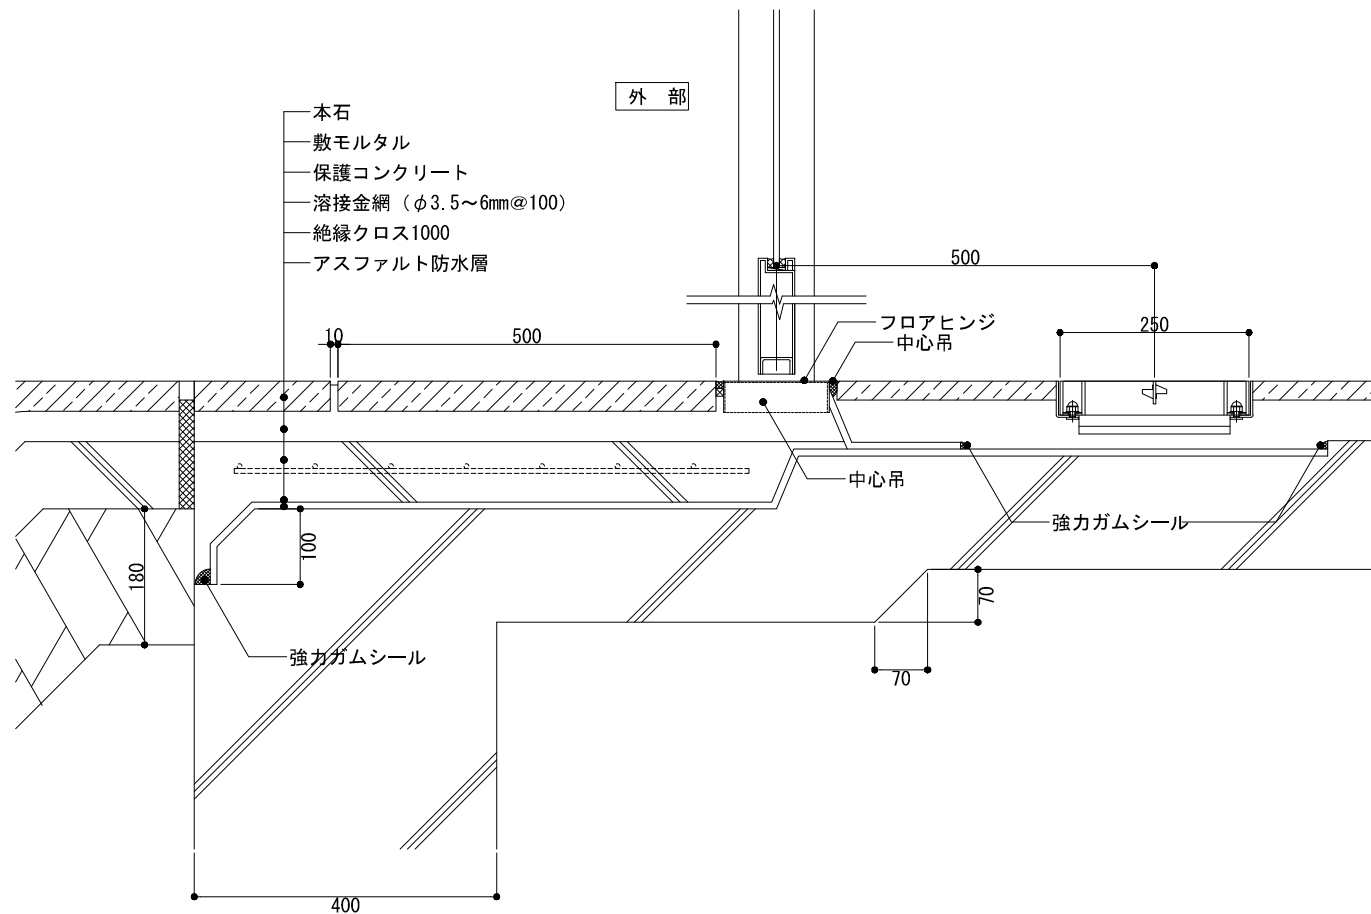 外　部
本石
敷モルタル
保護コンクリート
溶接金網（φ3.5～6mm@100）
絶縁クロス1000
アスファルト防水層
500
250
フロアヒンジ
中心吊
10
500
中心吊
強力ガムシール
100
180
70
70
強力ガムシール
400